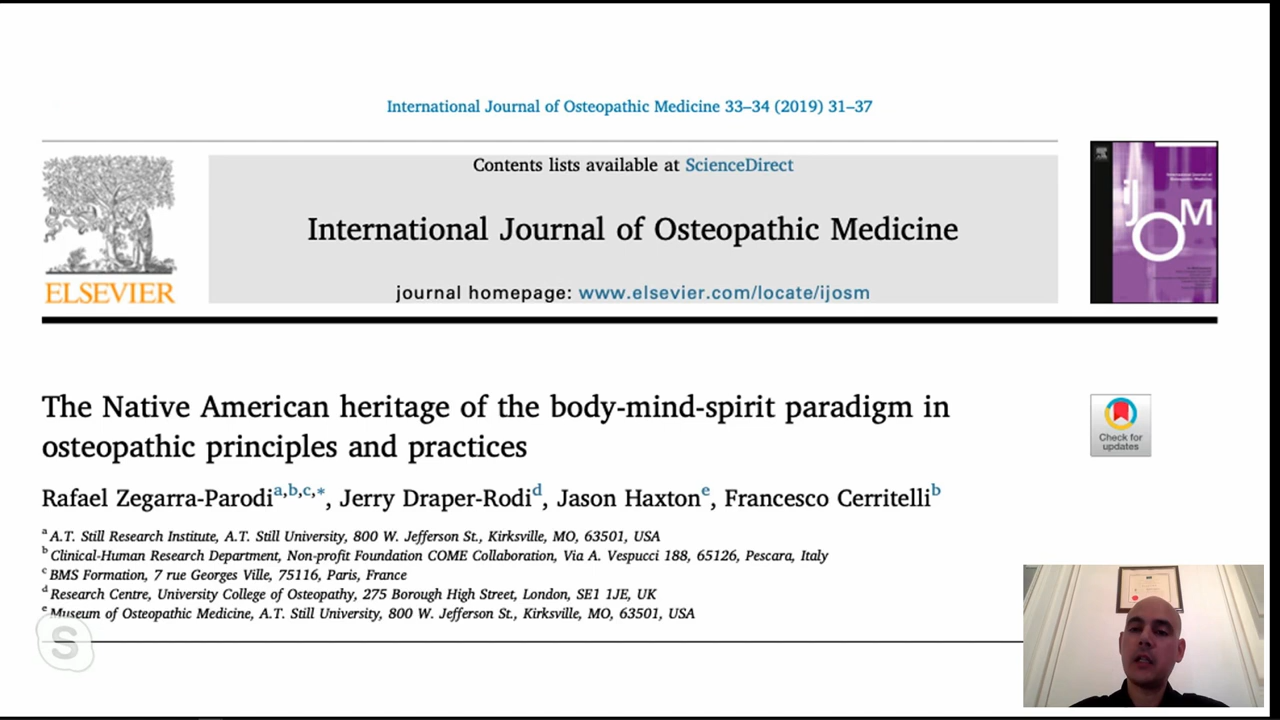 International Journal of Osteopathic Medicine 33–34 (2019) 31–37
Contents lists available at ScienceDirect
International Journal of Osteopathic Medicine
journal homepage: www.elsevier.com/locate/ijosm
ELSEVIER
International Journal of
Osteopathic Medicine
IJOM
The Native American heritage of the body-mind-spirit paradigm in
osteopathic principles and practices
Check for
updates
Rafael Zegarra-Parodia,b,c,*, Jerry Draper-Rodid, Jason Haxtone, Francesco Cerritellib
a A.T. Still Research Institute, A.T. Still University, 800 W. Jefferson St., Kirksville, MO, 63501, USA
b Clinical-Human Research Department, Non-profit Foundation COME Collaboration, Via A. Vespucci 188, 65126, Pescara, Italy
c BMS Formation, 7 rue Georges Ville, 75116, Paris, France
d Research Centre, University College of Osteopathy, 275 Borough High Street, London, SE1 1JE, UK
e Museum of Osteopathic Medicine, A.T. Still University, 800 W. Jefferson St., Kirksville, MO, 63501, USA
S